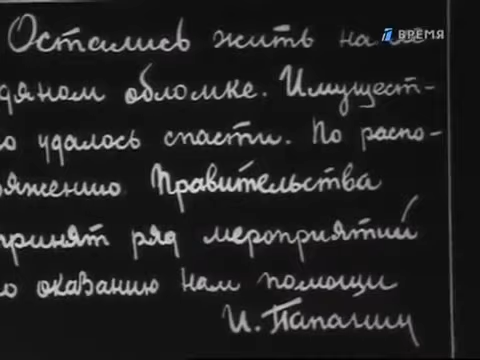 ВРЕМЯ
Остались жить на ле
дяном обломке. Имущест-
о удалось спасти. По распо-
ряжению Правительства
принят ряд мероприятий
о оказанию нам помощи
И. Папанин